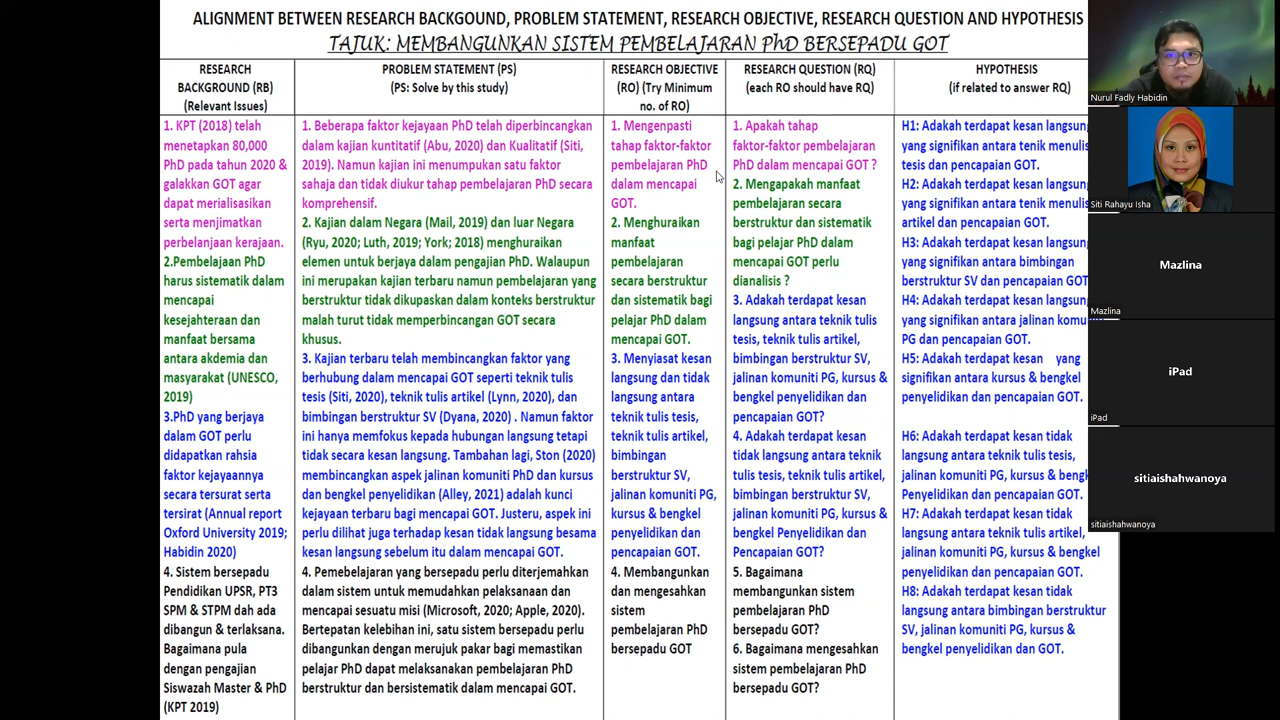 ALIGNMENT BETWEEN RESEARCH BACKGOUND, PROBLEM STATEMENT, RESEARCH OBJECTIVE, RESEARCH QUESTION AND HYPOTHESIS
TAJUK: MEMBANGUNKAN SISTEM PEMBELAJARAN PhD BERSEPADU GOT
RESEARCH
BACKGROUND (RB)
(Relevant Issues)
1. KPT (2018) telah
menetapkan 80,000
PhD pada tahun 2020 &
galakkan GOT agar
dapat merialisasikan
serta menjimatkan
perbelanjaan kerajaan.
2.Pembelajaan PhD
harus sistematik dalam
mencapai
kesejahteraan dan
manfaat bersama
antara akdemia dan
masyarakat (UNESCO,
2019)
3.PhD yang berjaya
dalam GOT perlu
didapatkan rahsia
faktor kejayaannya
secara tersurat serta
tersirat (Annual report
Oxford University 2019;
Habidin 2020)
4. Sistem bersepadu
Pendidikan UPSR, PT3
SPM & STPM dah ada
dibangun & terlaksana.
Bagaimana pula
dengan pengajian
Siswazah Master & PhD
(KPT 2019)
PROBLEM STATEMENT (PS)
(PS: Solve by this study)
1. Beberapa faktor kejayaan PhD telah diperbincangkan
dalam kajian kuntitatif (Abu, 2020) dan Kualitatif (Siti,
2019). Namun kajian ini menumpukan satu faktor
sahaja dan tidak diukur tahap pembelajaran PhD secara
komprehensif.
2. Kajian dalam Negara (Mail, 2019) dan luar Negara
(Ryu, 2020; Luth, 2019; York; 2018) menghuraikan
elemen untuk berjaya dalam pengajian PhD. Walaupun
ini merupakan kajian terbaru namun pembelajaran yang
berstruktur tidak dikupaskan dalam konteks berstruktur
malah turut tidak memperbincangan GOT secara
khusus.
3. Kajian terbaru telah membincangkan faktor yang
berhubung dalam mencapai GOT seperti teknik tulis
tesis (Siti, 2020), teknik tulis artikel (Lynn, 2020), dan
bimbingan berstruktur SV (Dyana, 2020) . Namun faktor
ini hanya memfokus kepada hubungan langsung tetapi
tidak secara kesan langsung. Tambahan lagi, Ston (2020)
membincangkan aspek jalinan komuniti PhD dan kursus
dan bengkel penyelidikan (Alley, 2021) adalah kunci
kejayaan terbaru bagi mencapai GOT. Justeru, aspek ini
perlu dilihat juga terhadap kesan tidak langsung besama
kesan langsung sebelum itu dalam mencapai GOT.
4. Pemebelajaran yang bersepadu perlu diterjemahkan
dalam sistem untuk memudahkan pelaksanaan dan
mencapai sesuatu misi (Microsoft, 2020; Apple, 2020).
Bertepatan kelebihan ini, satu sistem bersepadu perlu
dibangunkan dengan merujuk pakar bagi memastikan
pelajar PhD dapat melaksanakan pembelajaran PhD
berstruktur dan bersistematik dalam mencapai GOT.
RESEARCH OBJECTIVE
(RO) (Try Minimum
no. of RO)
1. Mengenpasti
tahap faktor-faktor
pembelajaran PhD
dalam mencapai
GOT.
2. Menghuraikan
manfaat
pembelajaran
secara berstruktur
dan sistematik bagi
pelajar PhD dalam
mencapai GOT.
3. Menyiasat kesan
langsung dan tidak
langsung antara
teknik tulis tesis,
teknik tulis artikel,
bimbingan
berstruktur SV,
jalinan komuniti PG,
kursus & bengkel
penyelidikan dan
pencapaian GOT.
4. Membangunkan
dan mengesahkan
sistem
pembelajaran PhD
bersepadu GOT
RESEARCH QUESTION (RQ)
(each RO should have RQ)
1. Apakah tahap
faktor-faktor pembelajaran
PhD dalam mencapai GOT ?
2. Mengapakah manfaat
pembelajaran secara
berstruktur dan sistematik
bagi pelajar PhD dalam
mencapai GOT perlu
dianalisis ?
3. Adakah terdapat kesan
langsung antara teknik tulis
tesis, teknik tulis artikel,
bimbingan berstruktur SV,
jalinan komuniti PG, kursus &
bengkel penyelidikan dan
pencapaian GOT?
4. Adakah terdapat kesan
tidak langsung antara teknik
tulis tesis, teknik tulis artikel,
bimbingan berstruktur SV,
jalinan komuniti PG, kursus &
bengkel Penyelidikan dan
Pencapaian GOT?
5. Bagaimana
membangunkan sistem
pembelajaran PhD
bersepadu GOT?
6. Bagaimana mengesahkan
sistem pembelajaran PhD
bersepadu GOT?
HYPOTHESIS
(if related to answer RQ)
H1: Adakah terdapat kesan langsung
yang signifikan antara tenik menulis
tesis dan pencapaian GOT.
H2: Adakah terdapat kesan langsung
yang signifikan antara tenik menulis
artikel dan pencapaian GOT.
H3: Adakah terdapat kesan langsung
yang signifikan antara bimbingan
berstruktur SV dan pencapaian GOT
H4: Adakah terdapat kesan langsung
yang signifikan antara jalinan komu
PG dan pencapaian GOT.
H5: Adakah terdapat kesan yang
signifikan antara kursus & bengkel
penyelidikan dan pencapaian GOT.
H6: Adakah terdapat kesan tidak
langsung antara teknik tulis tesis,
jalinan komuniti PG, kursus & bengkel
Penyelidikan dan pencapaian GOT.
H7: Adakah terdapat kesan tidak
langsung antara teknik tulis artikel,
jalinan komuniti PG, kursus & bengkel
penyelidikan dan pencapaian GOT.
H8: Adakah terdapat kesan tidak
langsung antara bimbingan berstruktur
SV, jalinan komuniti PG, kursus &
bengkel penyelidikan dan GOT.
Nurul Fadly Habidin
Siti Rahayu Isha
Mazlina
Mazlina
iPad
iPad
sitiaishahwanoya
sitiaishahwanoya